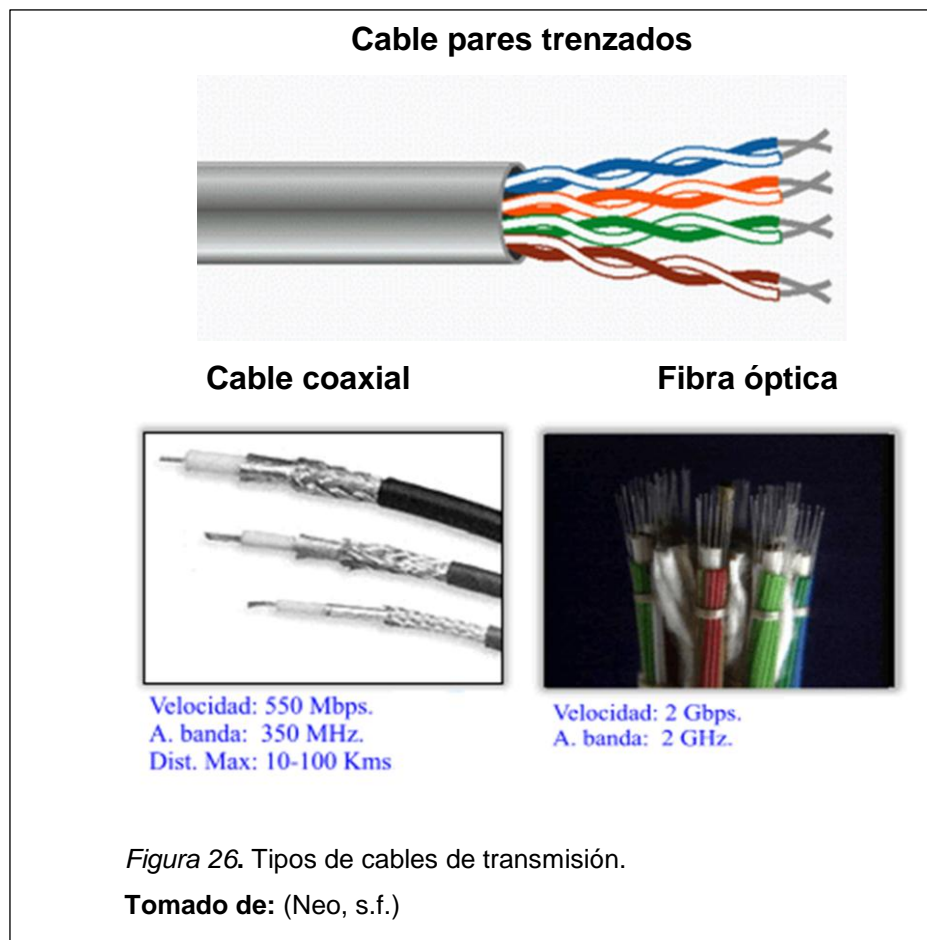 Cable pares trenzados
Cable coaxial
Fibra óptica
Velocidad: 550 Mbps.
A. banda: 350 MHz.
Dist. Max: 10-100 Kms
Velocidad: 2 Gbps.
A. banda: 2 GHz.
Figura 26. Tipos de cables de transmisión.
Tomado de: (Neo, s.f.)